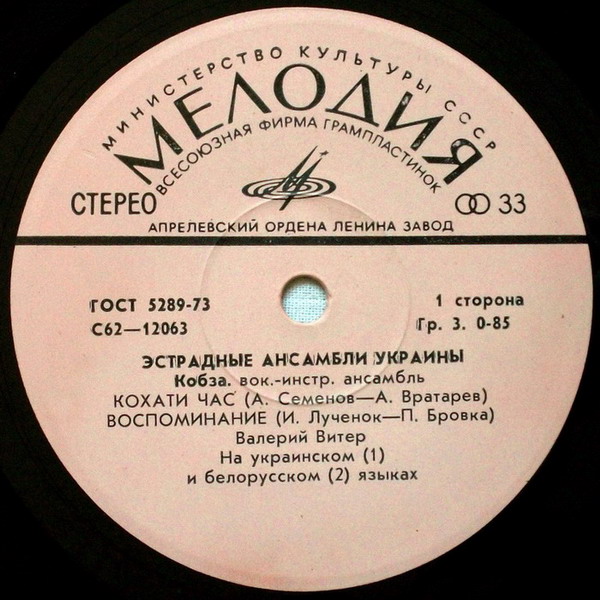 МИНИСТЕРСТВО КУЛЬТУРЫ СССР
МЕЛОДИЯ
ВСЕСОЮЗНАЯ ФИРМА ГРАМПЛАСТИНОК
СТЕРЕО
33
АПРЕЛЕВСКИЙ ОРДЕНА ЛЕНИНА ЗАВОД
ГОСТ 5289-73
1 сторона
С62—12063
Гр. 3. 0-85
ЭСТРАДНЫЕ АНСАМБЛИ УКРАИНЫ
Кобза. вок.-инстр. ансамбль
КОХАТИ ЧАС (А. Семенов—А. Вратарев)
ВОСПОМИНАНИЕ (И. Лученок—П. Бровка)
Валерий Витер
На украинском (1)
и белорусском (2) языках